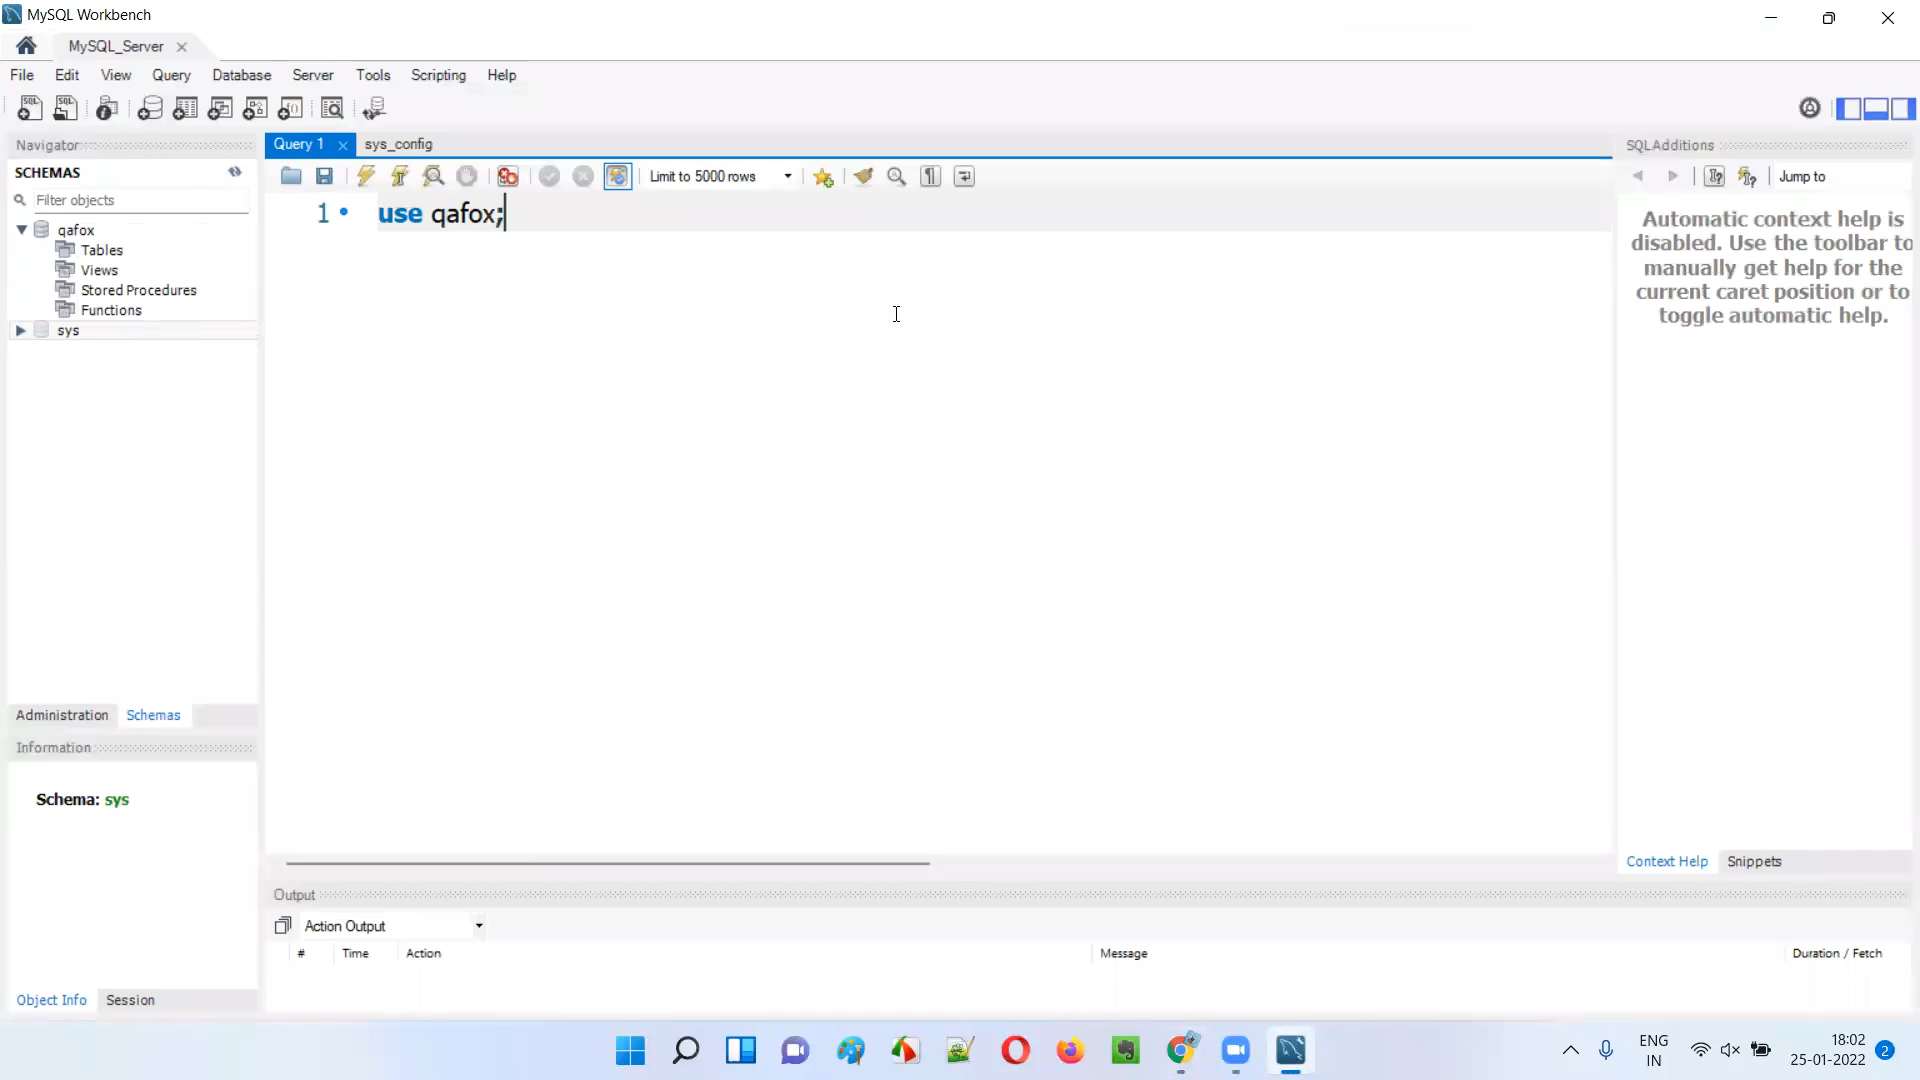 MySQL Workbench
MySQL_Server
File Edit View Query Database Server Tools Scripting Help
Navigator
SCHEMAS
Filter objects
qafox
Tables
Views
Stored Procedures
Functions
sys
Administration Schemas
Information
Schema: sys
Object Info Session
Query 1 sys_config
Limit to 5000 rows
1 use qafox;
Output
Action Output
# Time Action Message Duration / Fetch
SQLAdditions
Jump to
Automatic context help is
disabled. Use the toolbar to
manually get help for the
current caret position or to
toggle automatic help.
Context Help Snippets
ENG
IN
18:02
25-01-2022
2